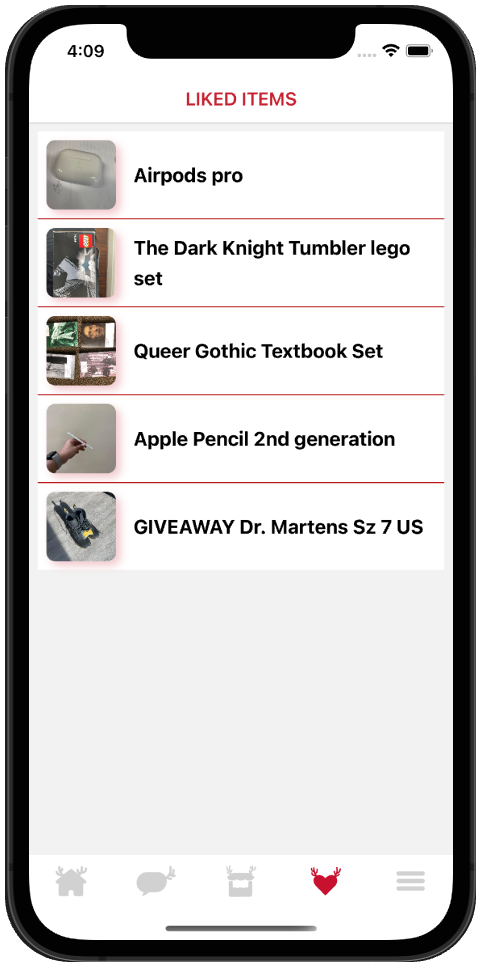 4:09
LIKED ITEMS
Airpods pro
The Dark Knight Tumbler lego
set
Queer Gothic Textbook Set
Apple Pencil 2nd generation
GIVEAWAY Dr. Martens Sz 7 US